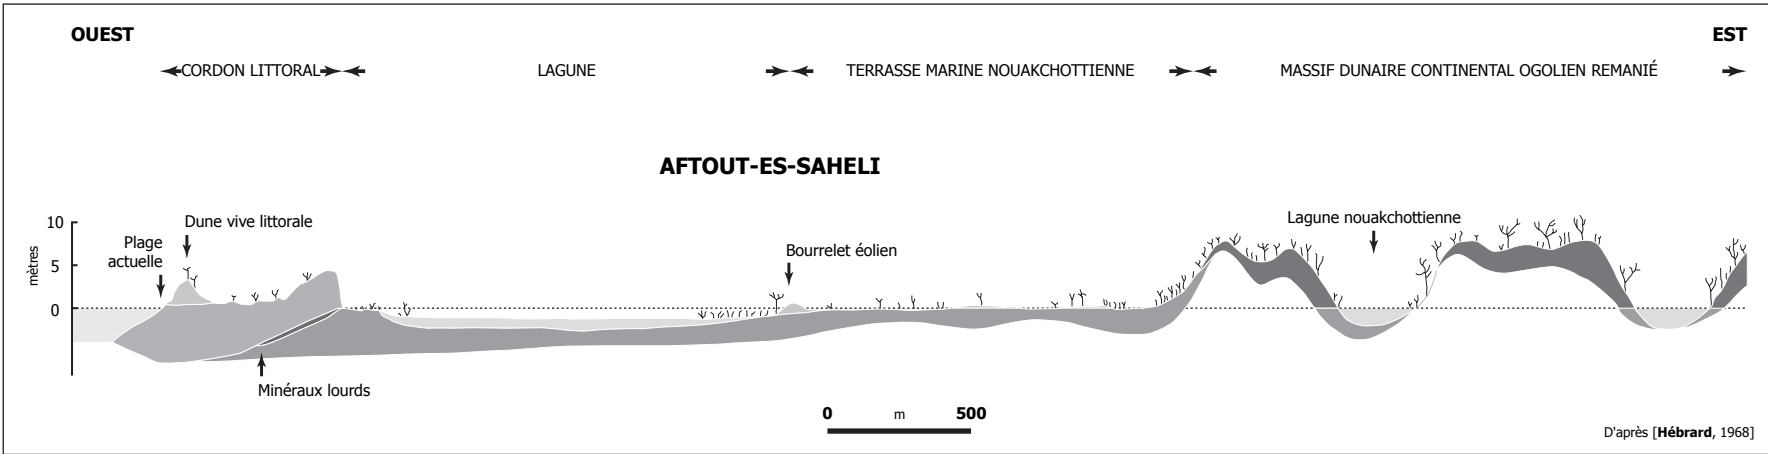 OUEST
EST
CORDON LITTORAL
LAGUNE
TERRASSE MARINE NOUAKCHOTTIENNE
MASSIF DUNAIRE CONTINENTAL OGOLIEN REMANIÉ
AFTOUT-ES-SAHELI
10
5
0
mètres
Plage
actuelle
Dune vive littorale
Bourrelet éolien
Lagune nouakchottienne
Minéraux lourds
0 m 500
D'après [Hébrard, 1968]